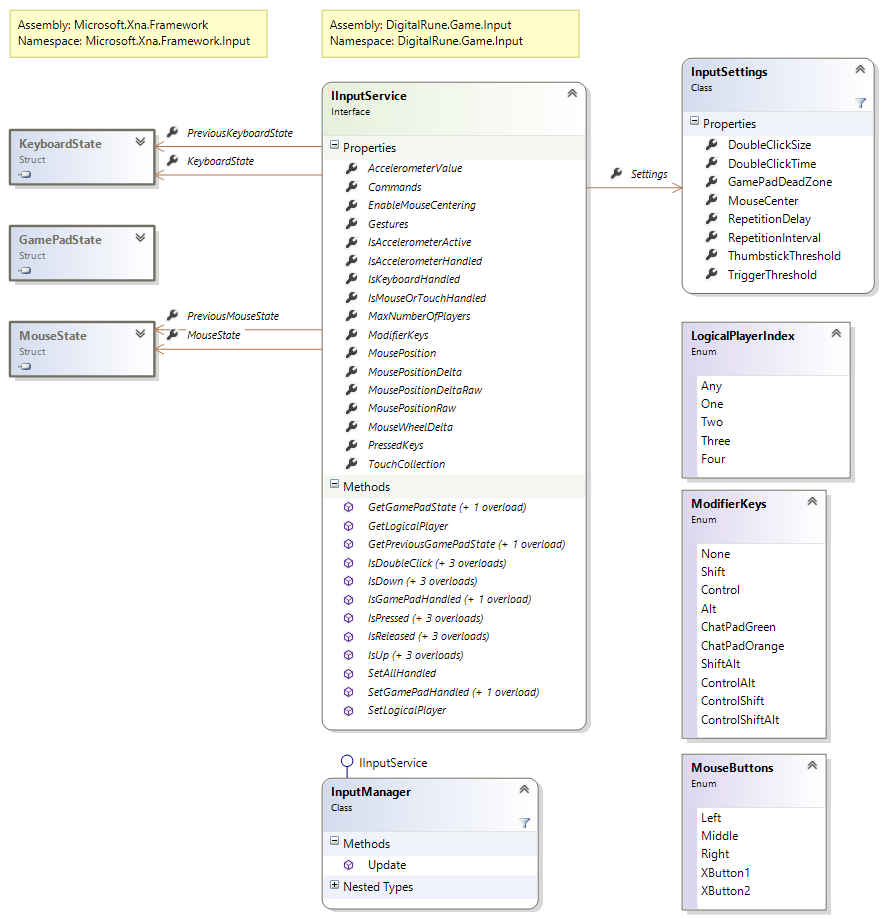 Assembly: Microsoft.Xna.Framework
Namespace: Microsoft.Xna.Framework.Input
Assembly: DigitalRune.Game.Input
Namespace: DigitalRune.Game.Input
KeyboardState
Struct
GamePadState
Struct
MouseState
Struct
PreviousKeyboardState
KeyboardState
PreviousMouseState
MouseState
IInputService
Interface
Properties
AccelerometerValue
Commands
EnableMouseCentering
Gestures
IsAccelerometerActive
IsAccelerometerHandled
IsKeyboardHandled
IsMouseOrTouchHandled
MaxNumberOfPlayers
ModifierKeys
MousePosition
MousePositionDelta
MousePositionDeltaRaw
MousePositionRaw
MouseWheelDelta
PressedKeys
TouchCollection
Methods
GetGamePadState (+ 1 overload)
GetLogicalPlayer
GetPreviousGamePadState (+ 1 overload)
IsDoubleClick (+ 3 overloads)
IsDown (+ 3 overloads)
IsGamePadHandled (+ 1 overload)
IsPressed (+ 3 overloads)
IsReleased (+ 3 overloads)
IsUp (+ 3 overloads)
SetAllHandled
SetGamePadHandled (+ 1 overload)
SetLogicalPlayer
IInputService
InputManager
Class
Methods
Update
Nested Types
Settings
InputSettings
Class
Properties
DoubleClickSize
DoubleClickTime
GamePadDeadZone
MouseCenter
RepetitionDelay
RepetitionInterval
ThumbstickThreshold
TriggerThreshold
LogicalPlayerIndex
Enum
Any
One
Two
Three
Four
ModifierKeys
Enum
None
Shift
Control
Alt
ChatPadGreen
ChatPadOrange
ShiftAlt
ControlAlt
ControlShift
ControlShiftAlt
MouseButtons
Enum
Left
Middle
Right
XButton1
XButton2